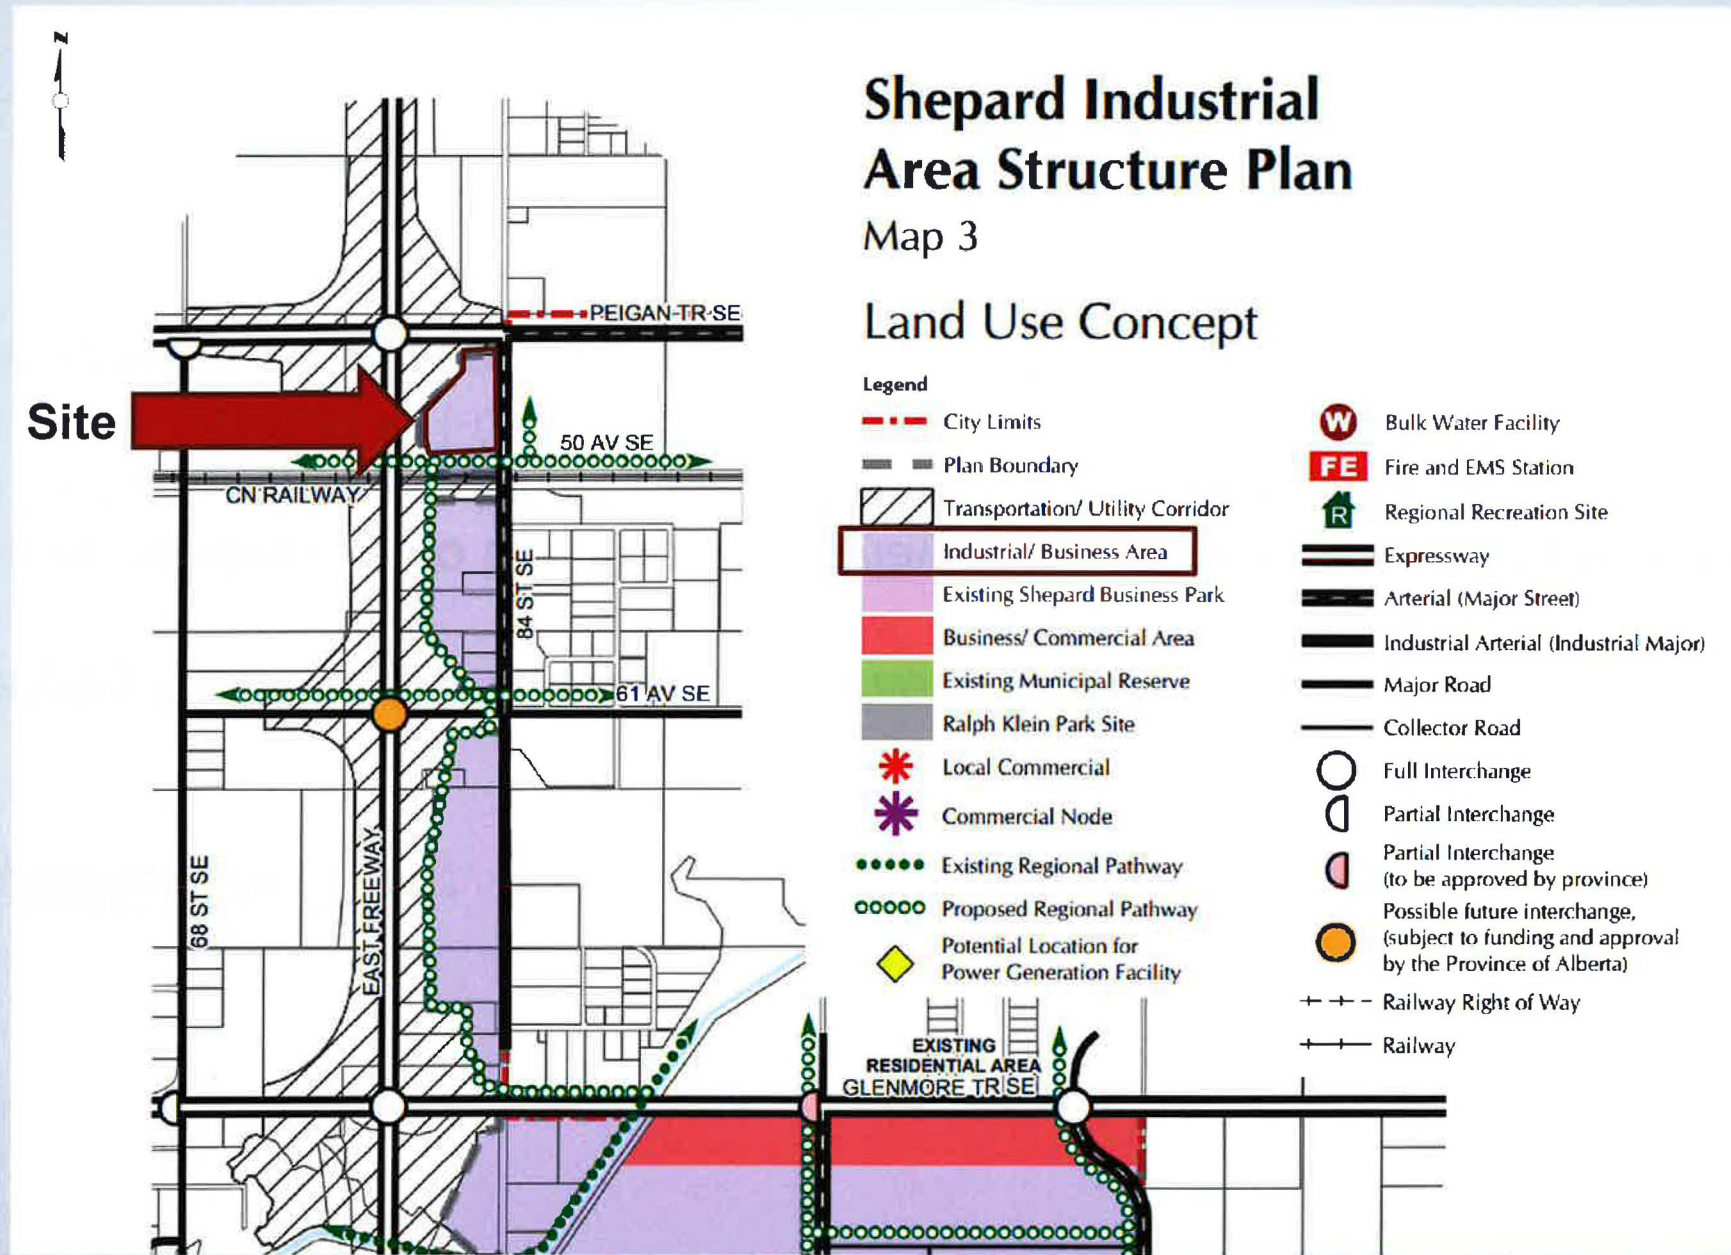 N
Shepard Industrial
Area Structure Plan
Map 3
Land Use Concept
Legend
City Limits
Plan Boundary
Transportation/ Utility Corridor
Industrial/ Business Area
Existing Shepard Business Park
Business/ Commercial Area
Existing Municipal Reserve
Ralph Klein Park Site
Local Commercial
Commercial Node
Existing Regional Pathway
Proposed Regional Pathway
Potential Location for
Power Generation Facility
W Bulk Water Facility
FE Fire and EMS Station
R Regional Recreation Site
Expressway
Arterial (Major Street)
Industrial Arterial (Industrial Major)
Major Road
Collector Road
Full Interchange
Partial Interchange
Partial Interchange
(to be approved by province)
Possible future interchange,
(subject to funding and approval
by the Province of Alberta)
Railway Right of Way
Railway
PEIGAN TR SE
Site
50 AV SE
CN RAILWAY
84 ST SE
61 AV SE
68 ST SE
EAST FREEWAY
EXISTING
RESIDENTIAL AREA
GLENMORE TR SE